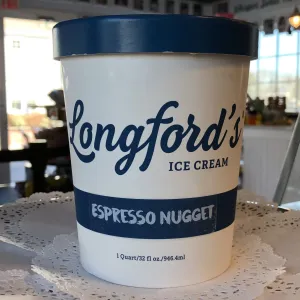 Longford's
ICE CREAM
ESPRESSO NUGGET
1 Quart/32 fl oz./946.4ml